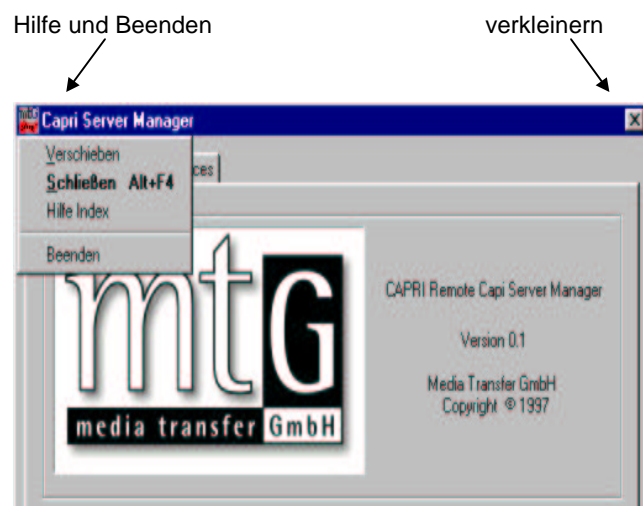 Hilfe und Beenden verkleinern
Capri Server Manager
Verschieben
ces
Schließen Alt+F4
Hilfe Index
Beenden
mtG
media transfer GmbH
CAPRI Remote Capi Server Manager
Version 0.1
Media Transfer GmbH
Copyright © 1997